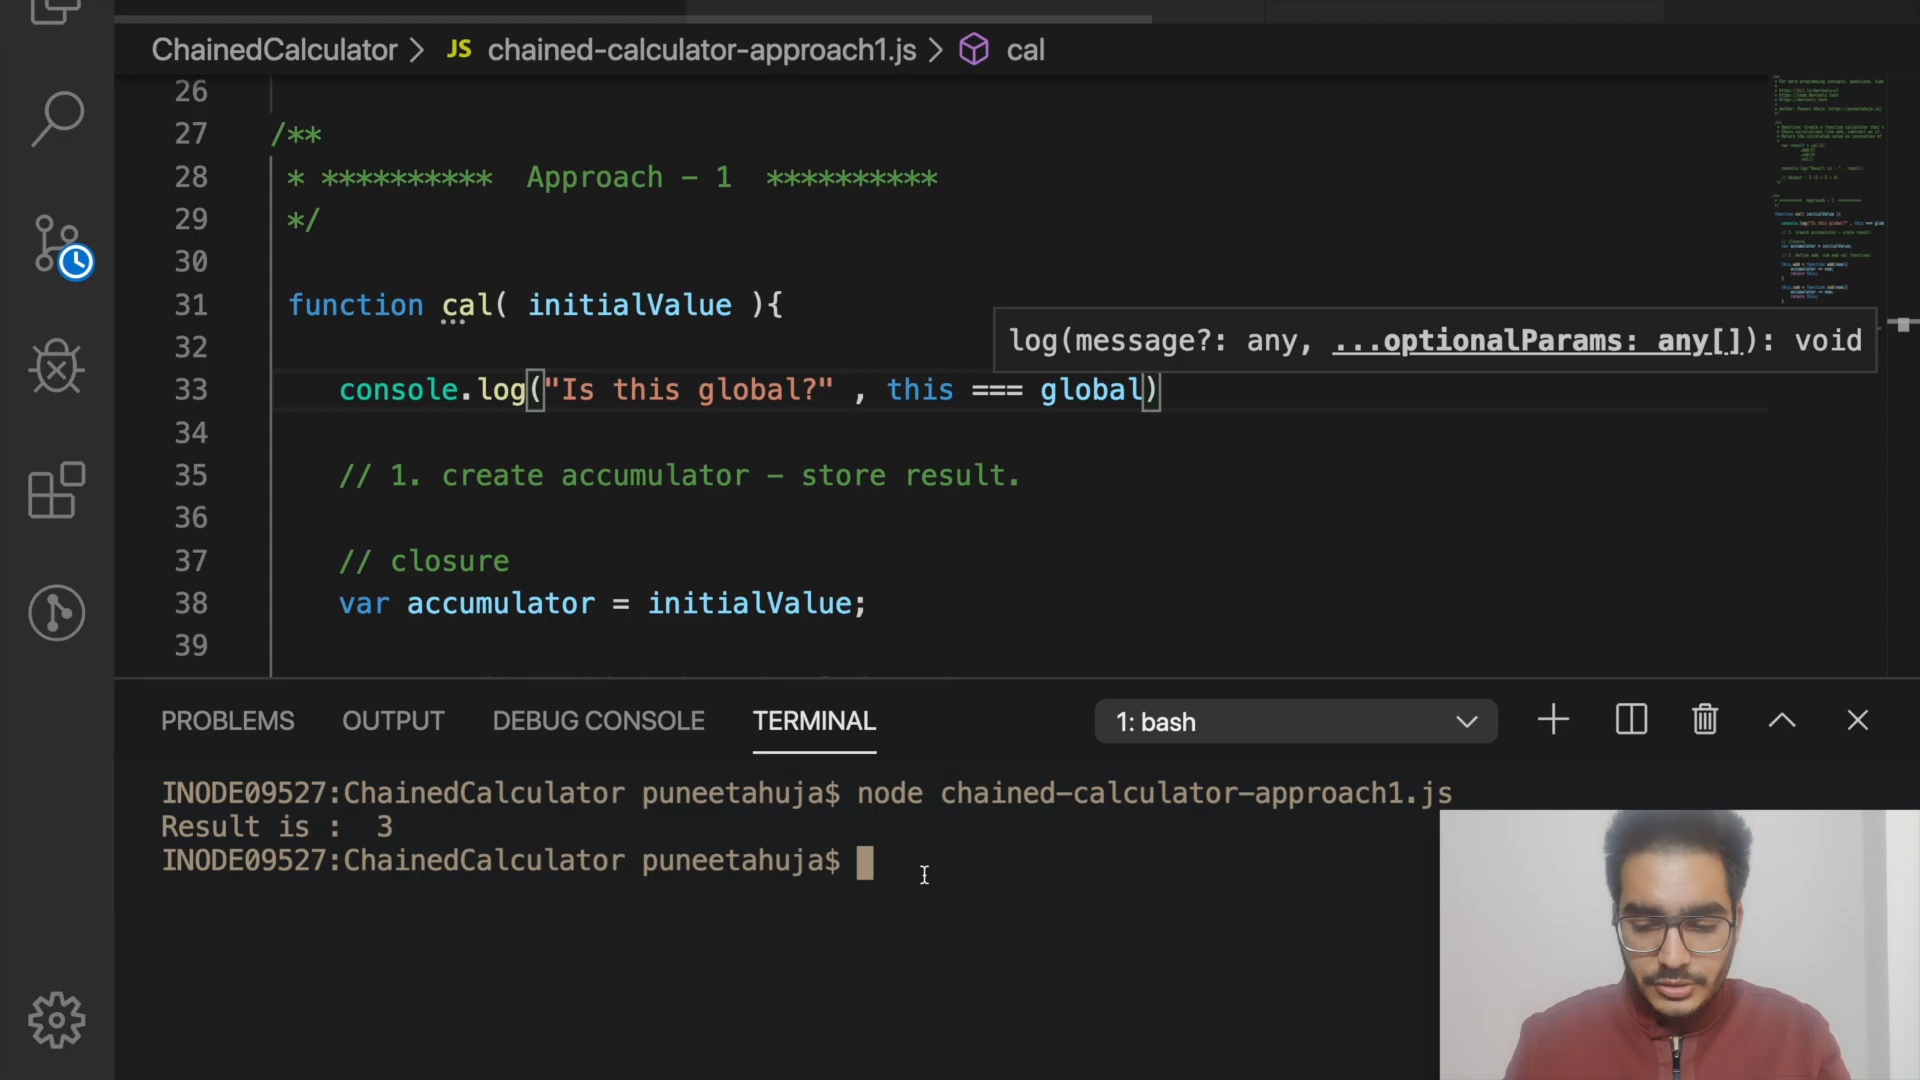 ChainedCalculator > JS chained-calculator-approach1.js > cal
26
27 /**
28 * ********** Approach - 1 **********
29 */
30
31 function cal( initialValue ){
32
log(message?: any, ...optionalParams: any[]): void
33 console.log("Is this global?" , this === global)
34
35 // 1. create accumulator - store result.
36
37 // closure
38 var accumulator = initialValue;
39
PROBLEMS OUTPUT DEBUG CONSOLE TERMINAL 1: bash
INODE09527:ChainedCalculator puneetahuja$ node chained-calculator-approach1.js
Result is : 3
INODE09527:ChainedCalculator puneetahuja$